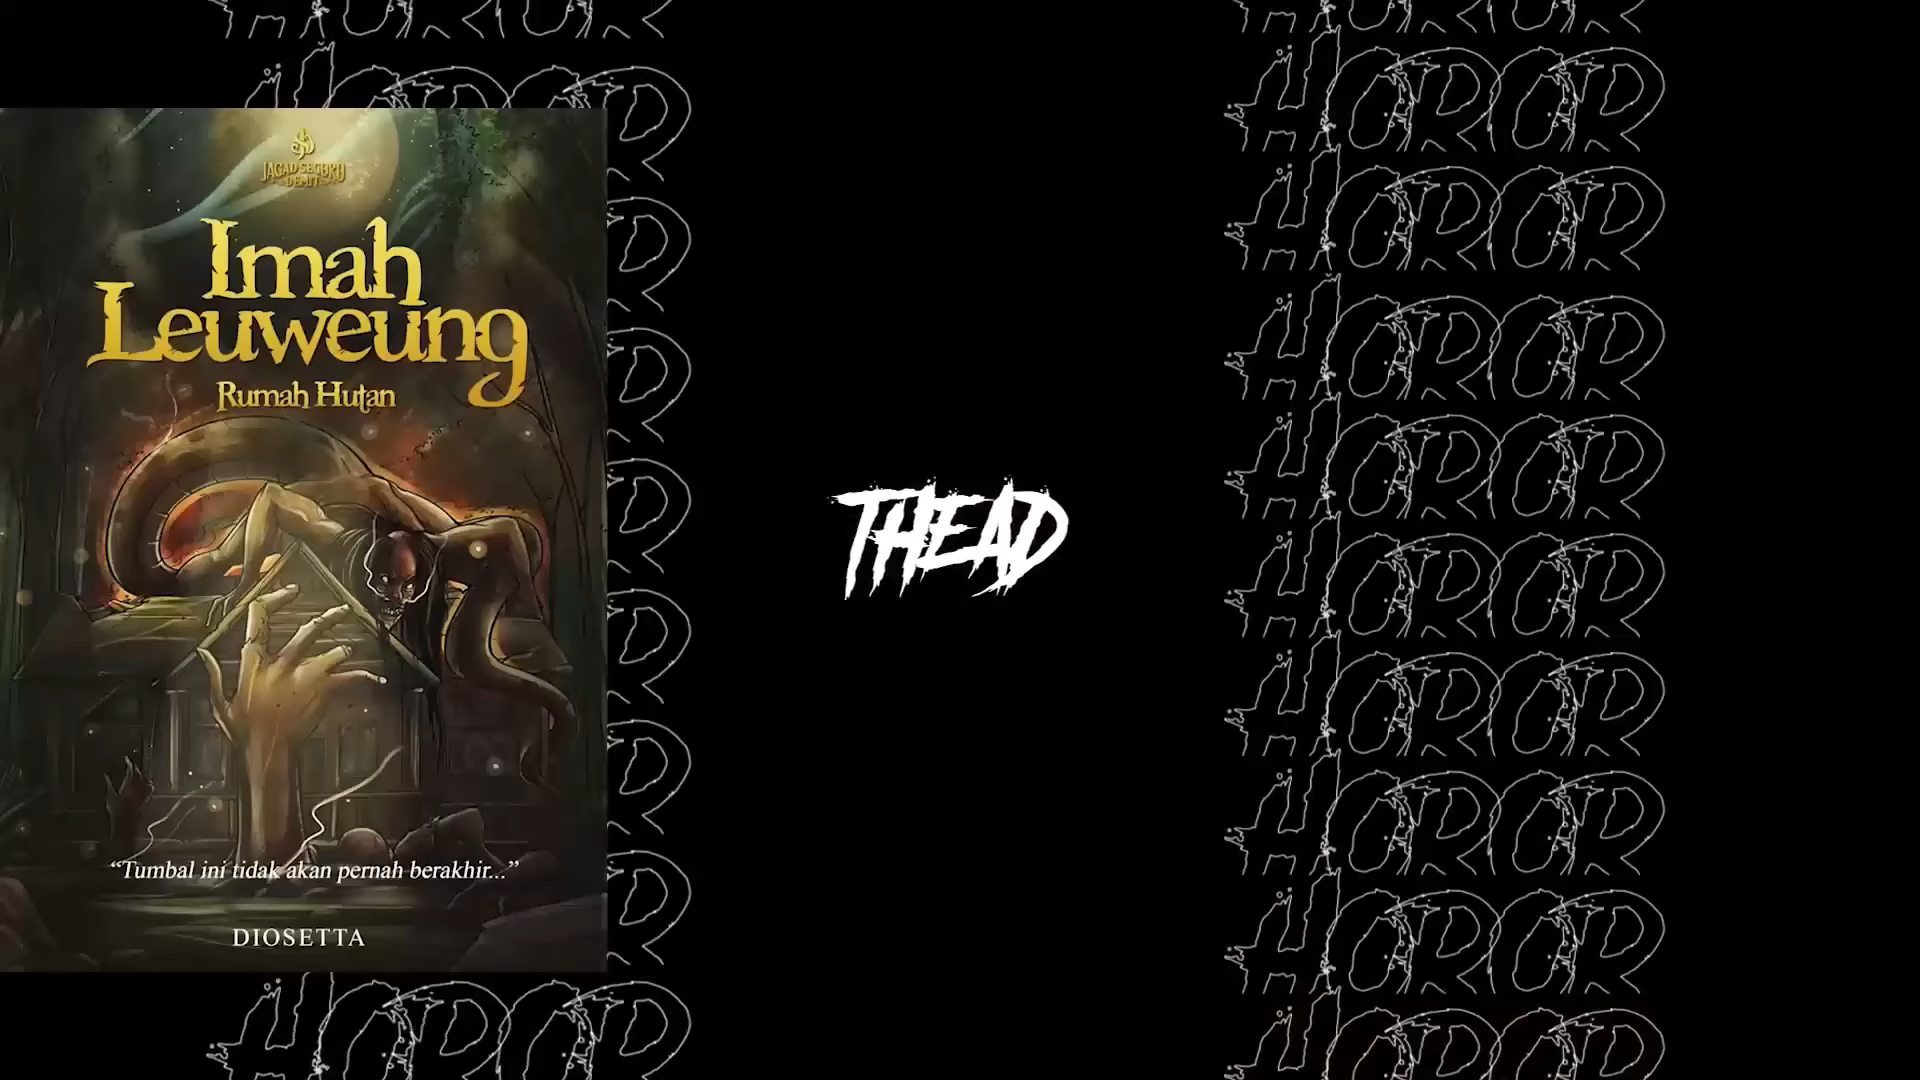 JAGAD SEGORO
DEMIT
Imah
Leuweung
Rumah Hutan
“Tumbal ini tidak akan pernah berakhir...”
DIOSETTA
THEAD
HOROR
HOROR
HOROR
HOROR
HOROR
HOROR
HOROR
HOROR
HOROR
HOROR